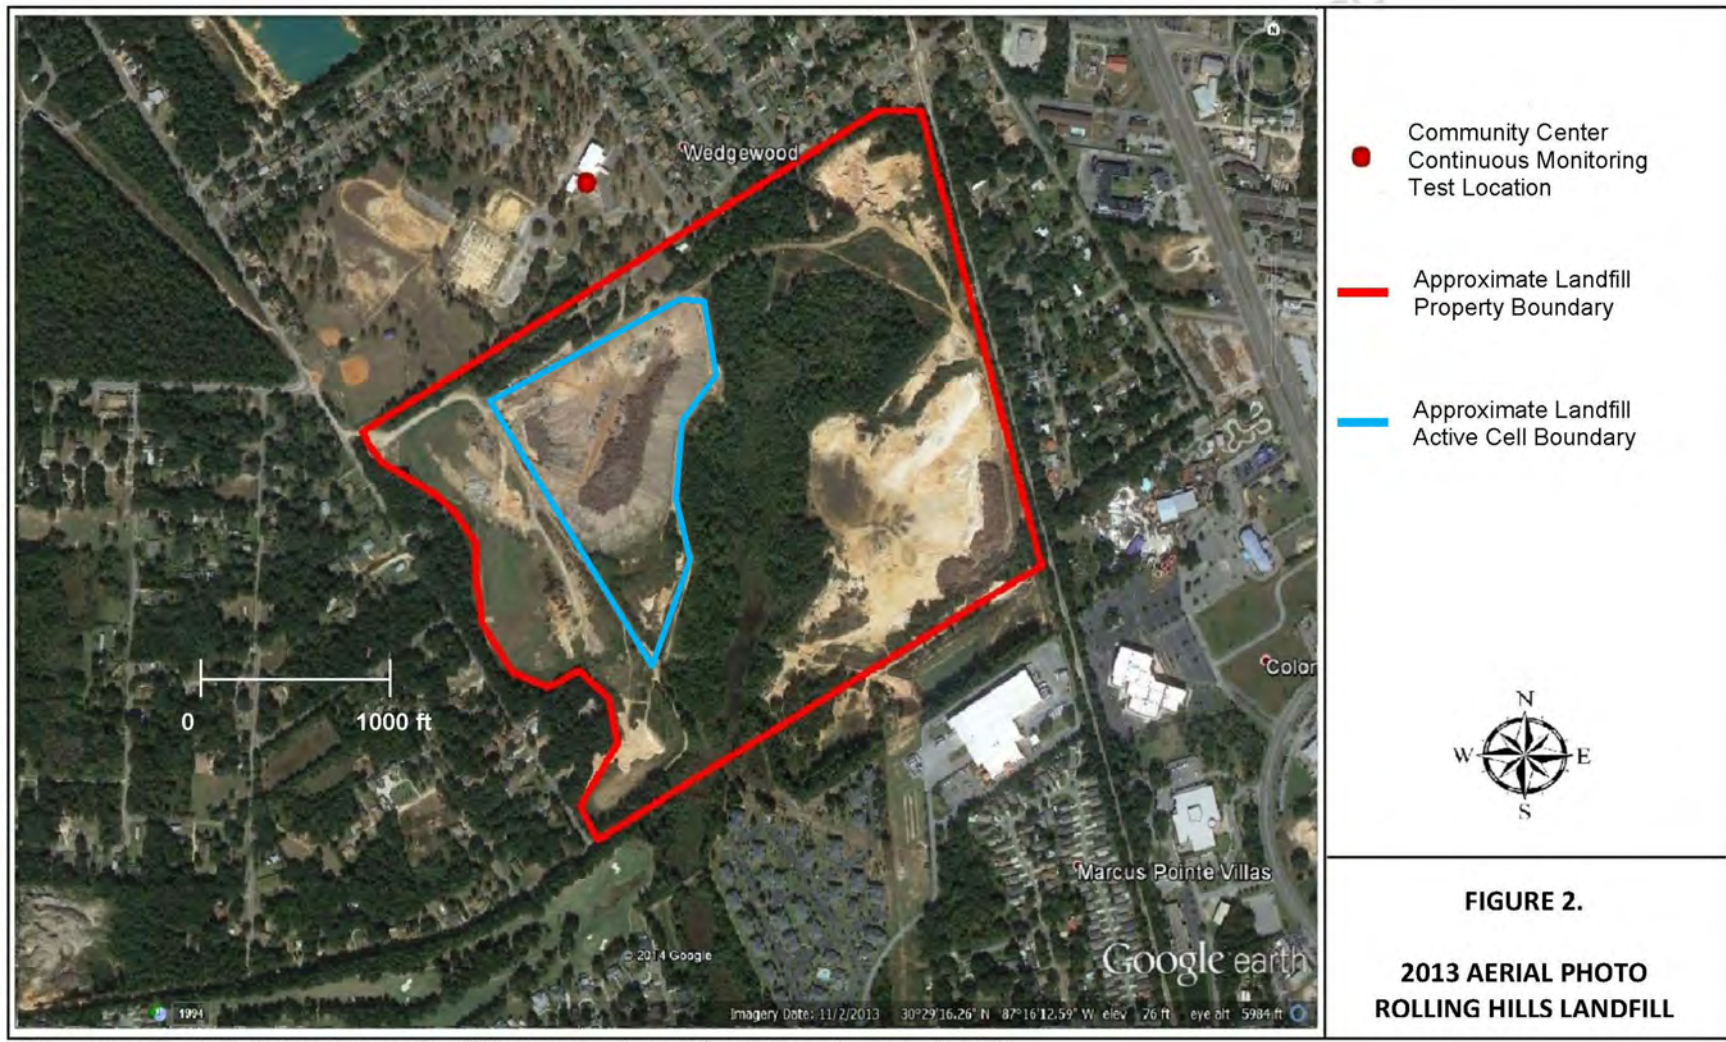 N
Wedgewood
Color
0
1000 ft
Marcus Pointe Villas
© 2014 Google
Google earth
1994
Imagery Date: 11/2/2013 30°29'16.26" N 87°16'12.59" W elev 76 ft eye alt 5984 ft
Community Center
Continuous Monitoring
Test Location
Approximate Landfill
Property Boundary
Approximate Landfill
Active Cell Boundary
N
W
E
S
FIGURE 2.
2013 AERIAL PHOTO
ROLLING HILLS LANDFILL